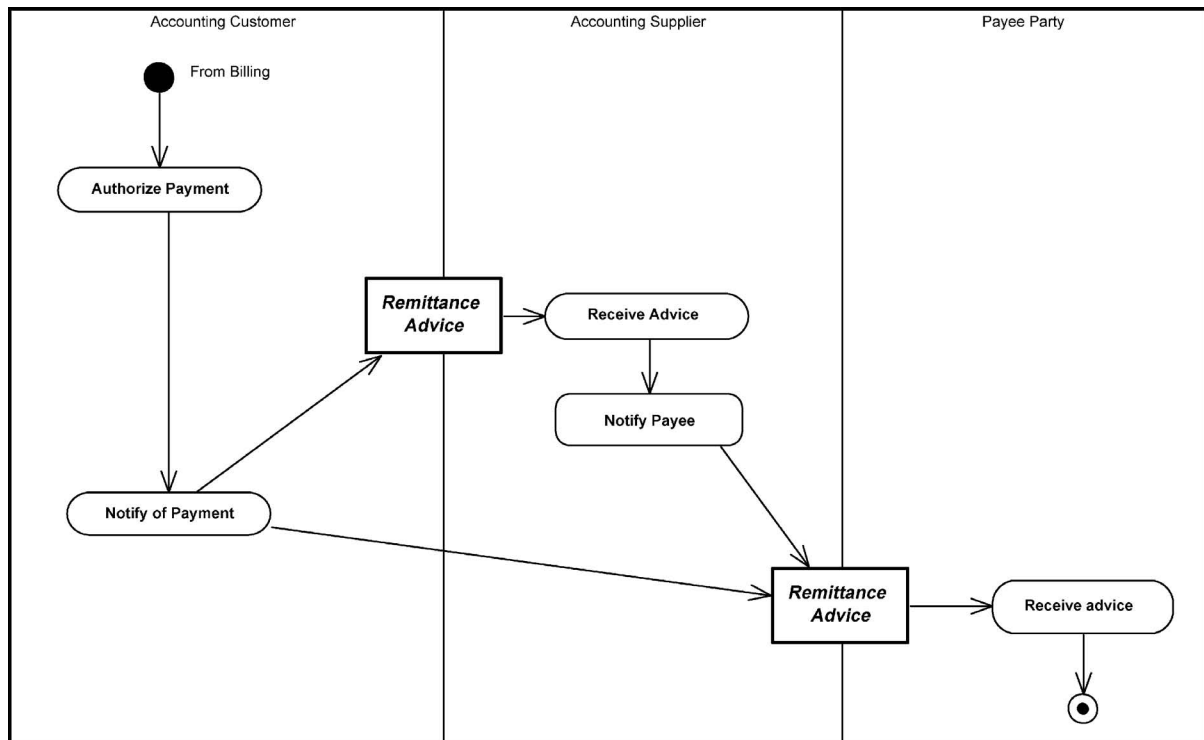 Accounting Customer
Accounting Supplier
Payee Party
From Billing
Authorize Payment
Remittance
Advice
Receive Advice
Notify Payee
Notify of Payment
Remittance
Advice
Receive advice